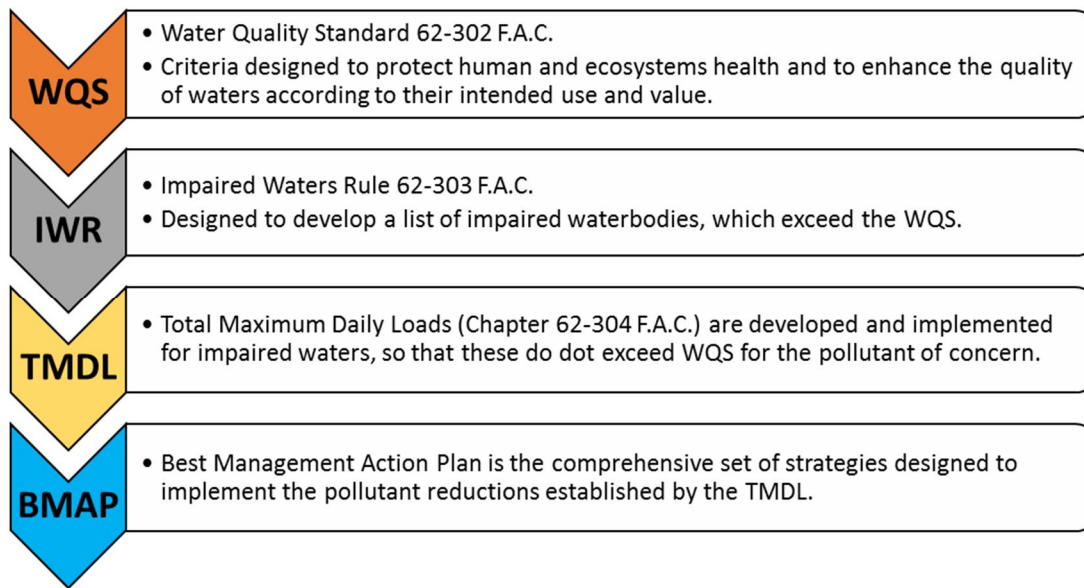 WQS
• Water Quality Standard 62-302 F.A.C.
• Criteria designed to protect human and ecosystems health and to enhance the quality
of waters according to their intended use and value.
IWR
• Impaired Waters Rule 62-303 F.A.C.
• Designed to develop a list of impaired waterbodies, which exceed the WQS.
TMDL
• Total Maximum Daily Loads (Chapter 62-304 F.A.C.) are developed and implemented
for impaired waters, so that these do dot exceed WQS for the pollutant of concern.
BMAP
• Best Management Action Plan is the comprehensive set of strategies designed to
implement the pollutant reductions established by the TMDL.